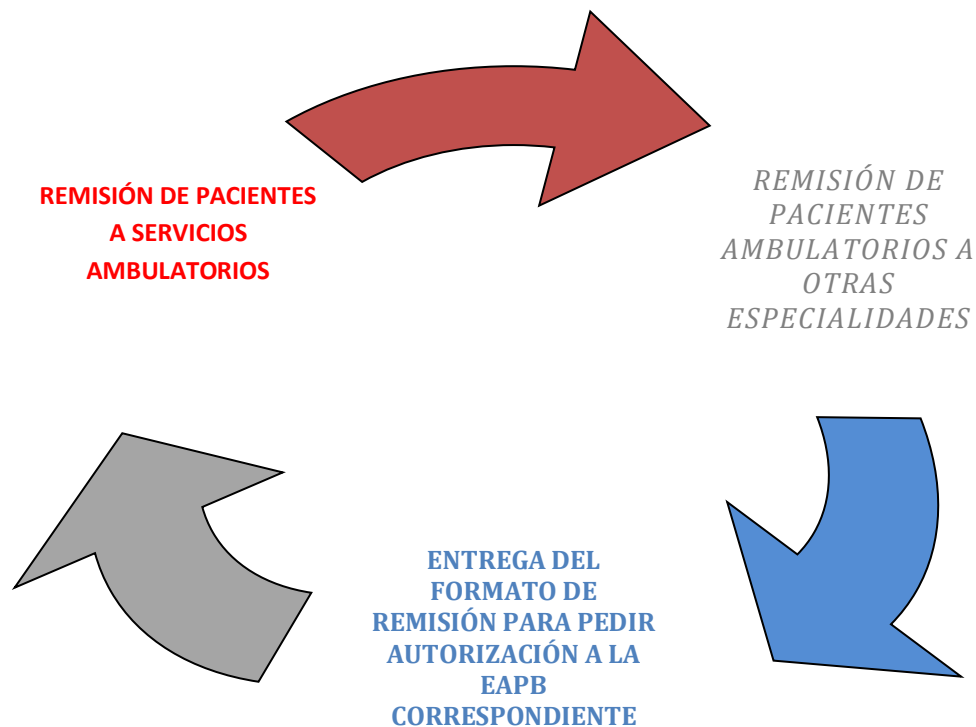 REMISIÓN DE PACIENTES
A SERVICIOS
AMBULATORIOS
REMISIÓN DE
PACIENTES
AMBULATORIOS A
OTRAS
ESPECIALIDADES
ENTREGA DEL
FORMATO DE
REMISIÓN PARA PEDIR
AUTORIZACIÓN A LA
EAPB
CORRESPONDIENTE